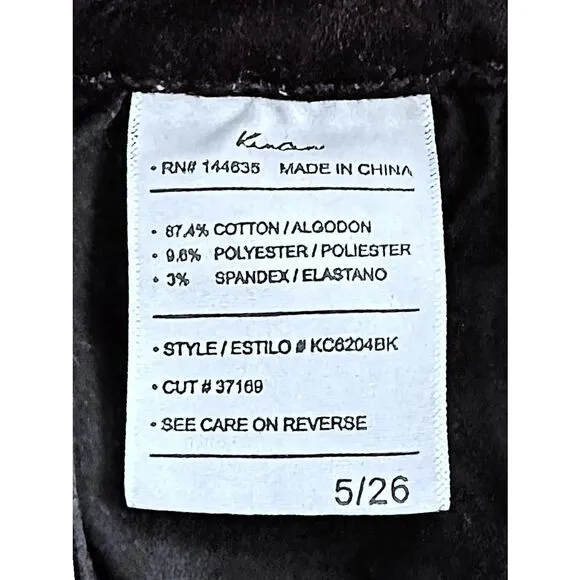 Kancan
• RN# 144635 MADE IN CHINA
• 87.4% COTTON / ALGODON
• 9.6% POLYESTER / POLIESTER
• 3% SPANDEX / ELASTANO
• STYLE / ESTILO # KC6204BK
• CUT # 37169
• SEE CARE ON REVERSE
5/26